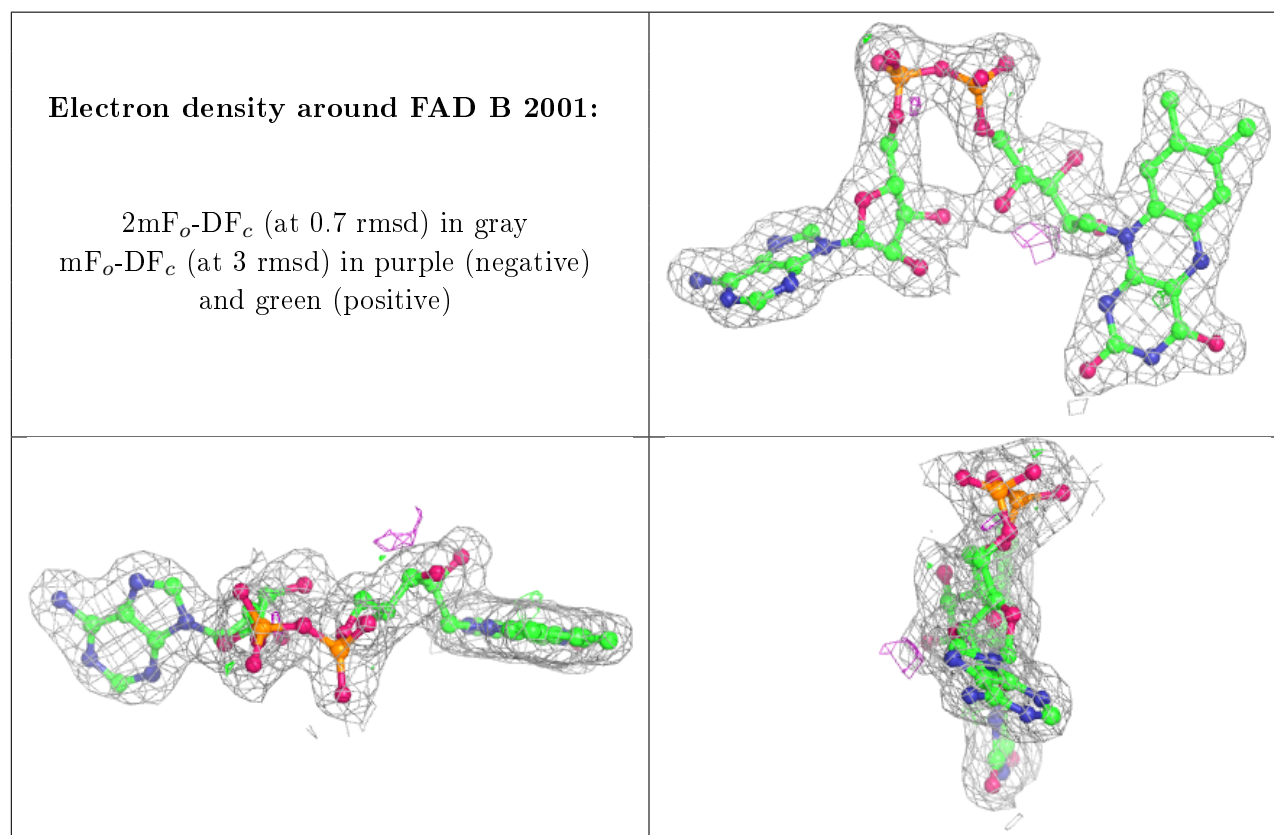 Electron density around FAD B 2001:
2mFo-DFc (at 0.7 rmsd) in gray
mFo-DFc (at 3 rmsd) in purple (negative)
and green (positive)